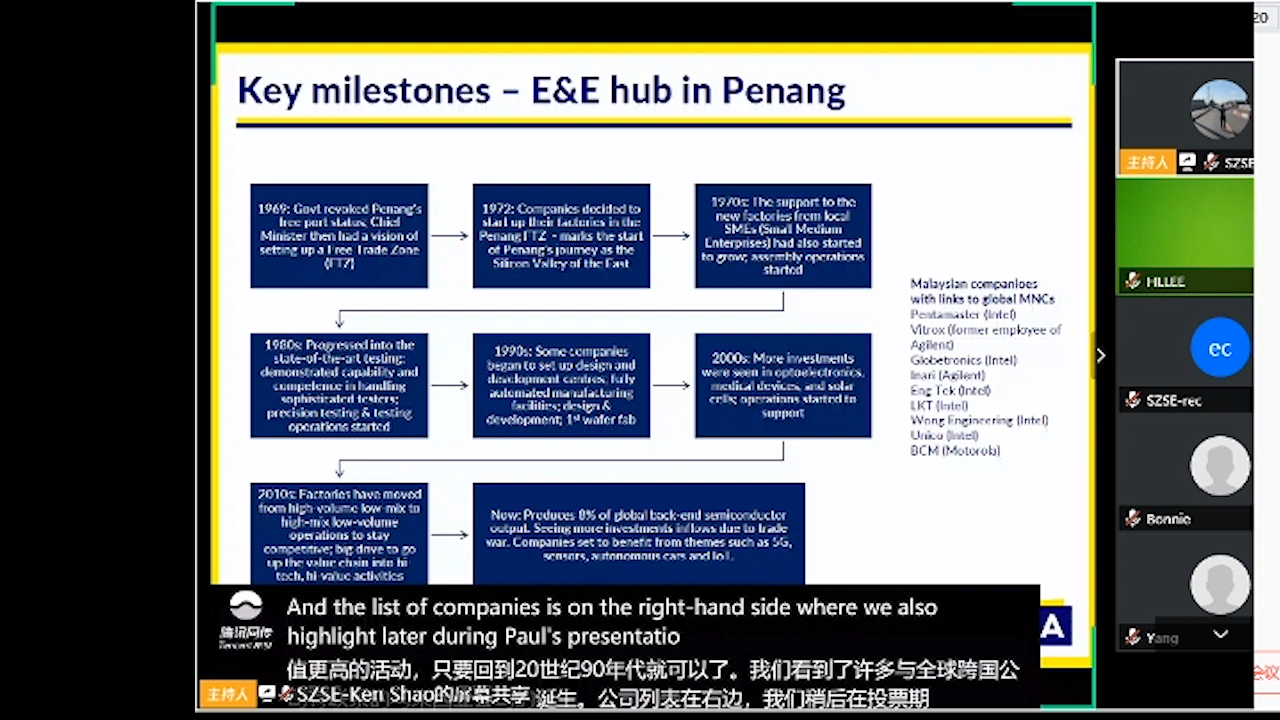 Key milestones – E&E hub in Penang
1969: Govt revoked Penang's
free port status; Chief
Minister then had a vision of
setting up a Free Trade Zone
(FTZ)
1972: Companies decided to
start up their factories in the
Penang FTZ - marks the start
of Penang's journey as the
Silicon Valley of the East
1970s: The support to the
new factories from local
SMEs (Small Medium
Enterprises) had also started
to grow; assembly operations
started
1980s: Progressed into the
state-of-the-art testing;
demonstrated capability and
competence in handling
sophisticated testers;
precision testing & testing
operations started
1990s: Some companies
began to set up design and
development centres, fully
automated manufacturing
facilities; design &
development; 1st wafer fab
2000s: More investments
were seen in optoelectronics,
medical devices, and solar
cells; operations started to
support
2010s: Factories have moved
from high-volume low-mix to
high-mix low-volume
operations to stay
competitive; big drive to go
up the value chain into hi
tech, hi-value activities
Now: Produces 8% of global back-end semiconductor
output. Seeing more investments inflows due to trade
war. Companies set to benefit from themes such as 5G,
sensors, autonomous cars and IoT.
Malaysian companies
with links to global MNCs
Pentamaster (Intel)
Vitrox (former employee of
Agilent)
Globetronics (Intel)
Inari (Agilent)
Eng Tek (Intel)
LKT (Intel)
Wong Engineering (Intel)
Unico (Intel)
BCM (Motorola)
And the list of companies is on the right-hand side where we also
highlight later during Paul's presentatio
腾讯同传
值更高的活动，只要回到20世纪90年代就可以了。我们看到了许多与全球跨国公
诞生。公司列表在右边，我们稍后在投票期
主持人 SZSE-Ken Shao的屏幕共享
A
20
主持人 SZSE
HLLEE
ec
SZSE-rec
Bonnie
Yang
会议